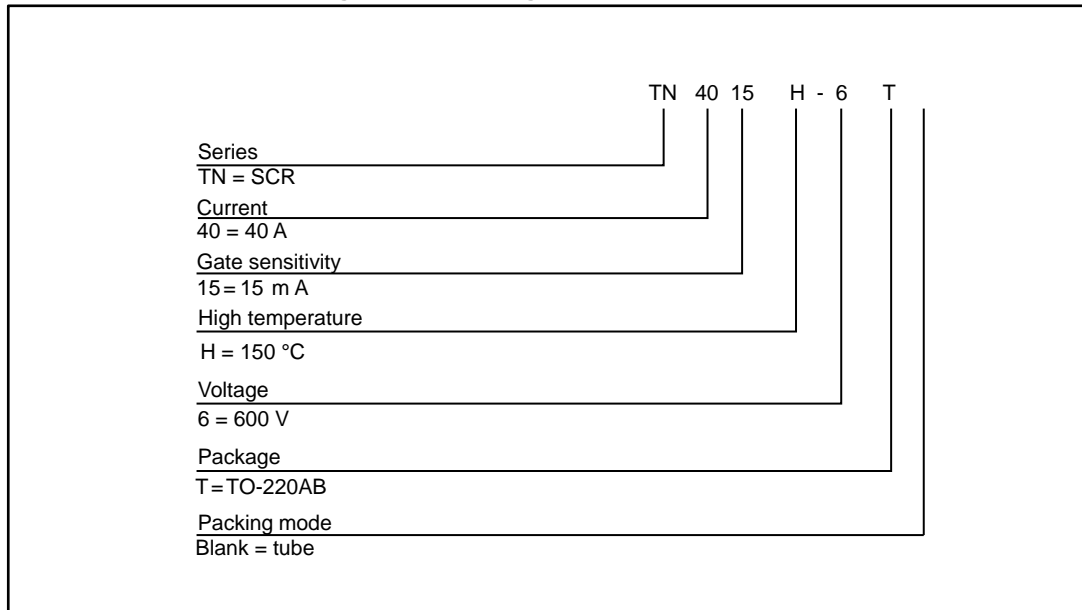 TN 40 15 H - 6 T
Series
TN = SCR
Current
40 = 40 A
Gate sensitivity
15 = 15 m A
High temperature
H = 150 °C
Voltage
6 = 600 V
Package
T = TO-220AB
Packing mode
Blank = tube